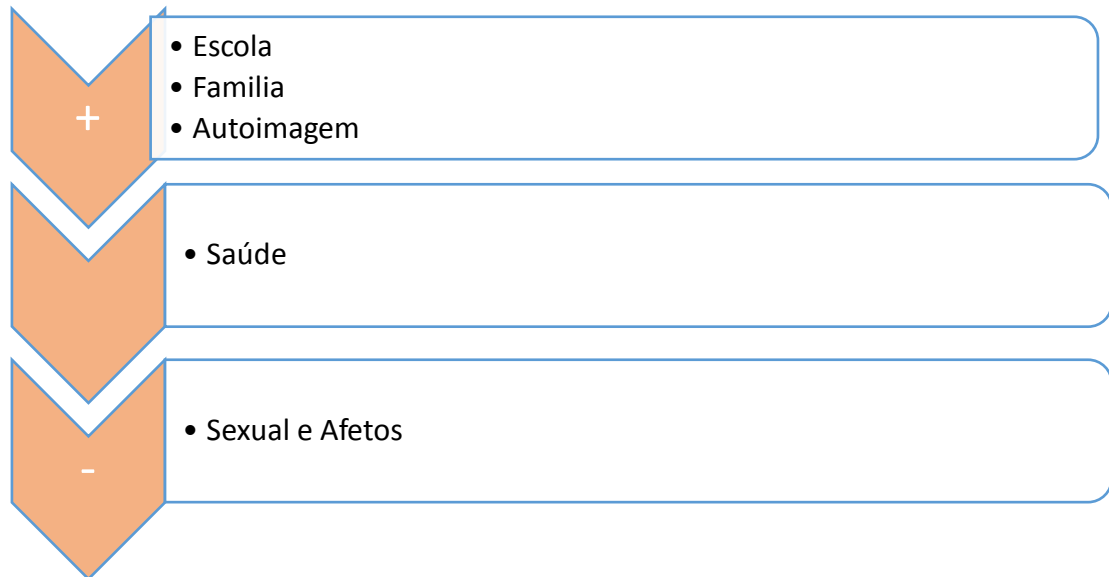 +
• Escola
• Familia
• Autoimagem
• Saúde
-
• Sexual e Afetos